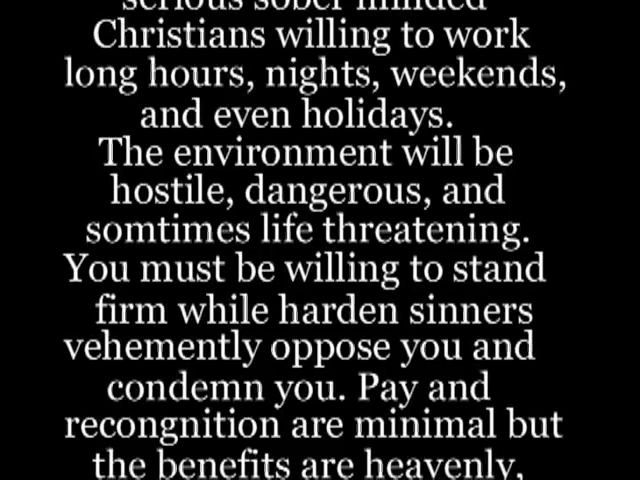 serious sober minded
Christians willing to work
long hours, nights, weekends,
and even holidays.
The environment will be
hostile, dangerous, and
somtimes life threatening.
You must be willing to stand
firm while harden sinners
vehemently oppose you and
condemn you. Pay and
recongnition are minimal but
the benefits are heavenly,